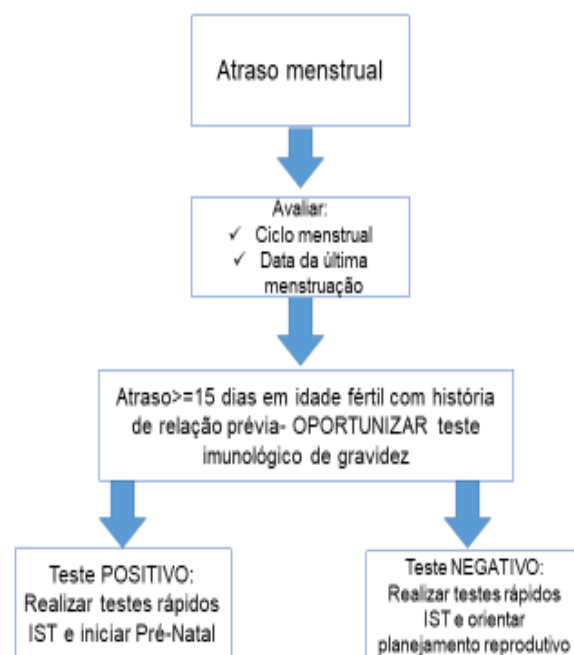 Atraso menstrual
Avaliar:
✓ Ciclo menstrual
✓ Data da última
menstruação
Atraso>=15 dias em idade fértil com história
de relação prévia- OPORTUNIZAR teste
imunológico de gravidez
Teste POSITIVO:
Realizar testes rápidos
IST e iniciar Pré-Natal
Teste NEGATIVO:
Realizar testes rápidos
IST e orientar
planejamento reprodutivo